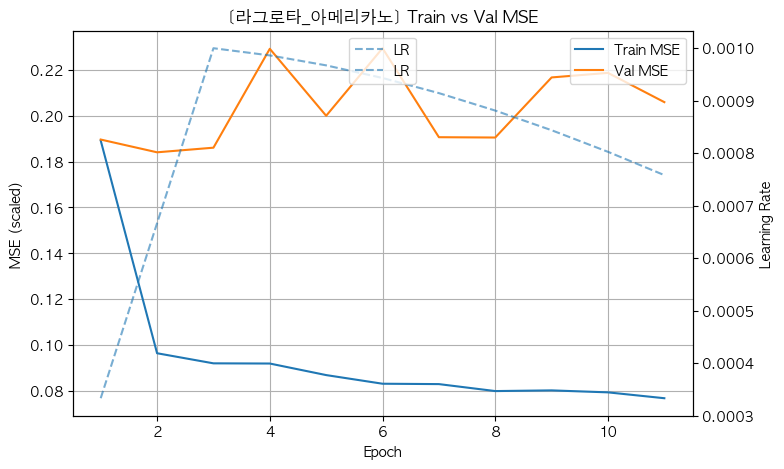 [라그로타_아메리카노] Train vs Val MSE
LR
LR
Train MSE
Val MSE
MSE (scaled)
0.22
0.20
0.18
0.16
0.14
0.12
0.10
0.08
0.0010
0.0009
0.0008
0.0007
0.0006
0.0005
0.0004
0.0003
Learning Rate
2
4
6
8
10
Epoch